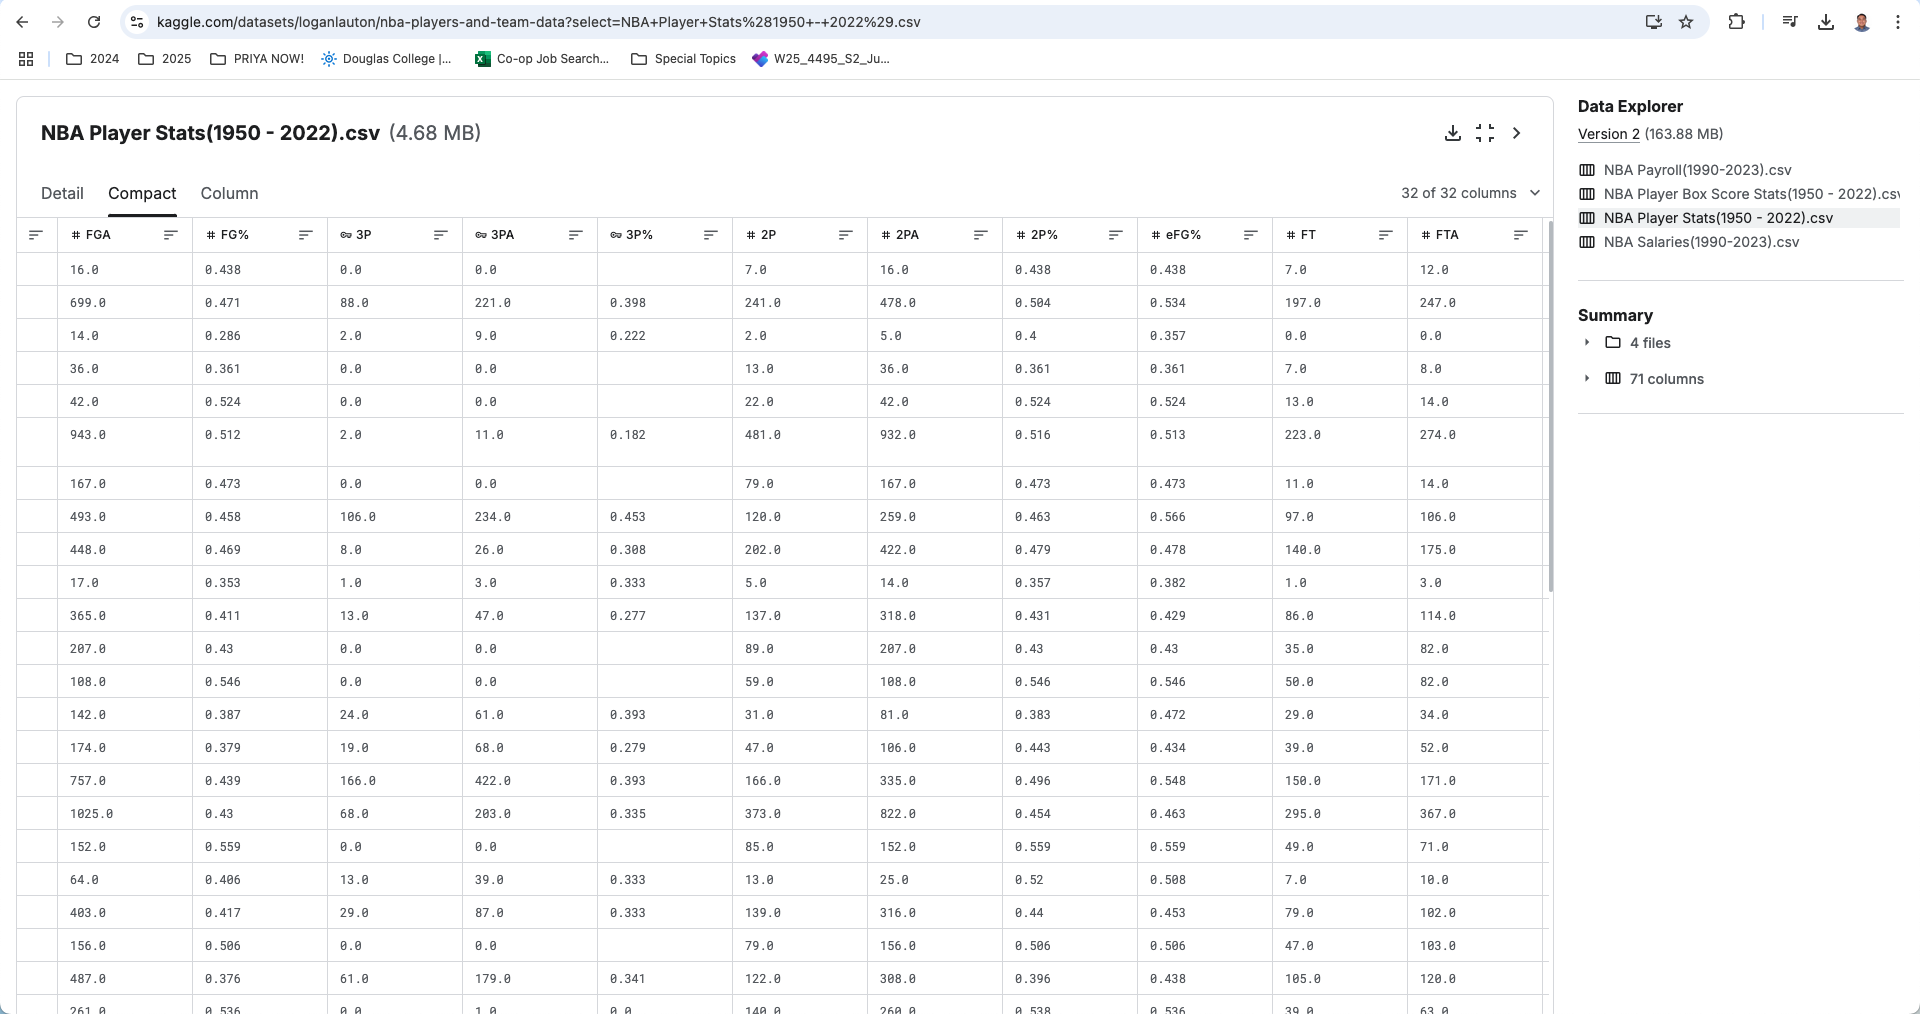 kaggle.com/datasets/loganlauton/nba-players-and-team-data?select=NBA+Player+Stats%281950+-+2022%29.csv
2024 2025 PRIYA NOW! Douglas College |... Co-op Job Search... Special Topics W25_4495_S2_Ju...
NBA Player Stats(1950 - 2022).csv (4.68 MB)
Detail Compact Column 32 of 32 columns
# FGA # FG% 3P 3PA 3P% # 2P # 2PA # 2P% # eFG% # FT # FTA
16.0 0.438 0.0 0.0 7.0 16.0 0.438 0.438 7.0 12.0
699.0 0.471 88.0 221.0 0.398 241.0 478.0 0.504 0.534 197.0 247.0
14.0 0.286 2.0 9.0 0.222 2.0 5.0 0.4 0.357 0.0 0.0
36.0 0.361 0.0 0.0 13.0 36.0 0.361 0.361 7.0 8.0
42.0 0.524 0.0 0.0 22.0 42.0 0.524 0.524 13.0 14.0
943.0 0.512 2.0 11.0 0.182 481.0 932.0 0.516 0.513 223.0 274.0
167.0 0.473 0.0 0.0 79.0 167.0 0.473 0.473 11.0 14.0
493.0 0.458 106.0 234.0 0.453 120.0 259.0 0.463 0.566 97.0 106.0
448.0 0.469 8.0 26.0 0.308 202.0 422.0 0.479 0.478 140.0 175.0
17.0 0.353 1.0 3.0 0.333 5.0 14.0 0.357 0.382 1.0 3.0
365.0 0.411 13.0 47.0 0.277 137.0 318.0 0.431 0.429 86.0 114.0
207.0 0.43 0.0 0.0 89.0 207.0 0.43 0.43 35.0 82.0
108.0 0.546 0.0 0.0 59.0 108.0 0.546 0.546 50.0 82.0
142.0 0.387 24.0 61.0 0.393 31.0 81.0 0.383 0.472 29.0 34.0
174.0 0.379 19.0 68.0 0.279 47.0 106.0 0.443 0.434 39.0 52.0
757.0 0.439 166.0 422.0 0.393 166.0 335.0 0.496 0.548 150.0 171.0
1025.0 0.43 68.0 203.0 0.335 373.0 822.0 0.454 0.463 295.0 367.0
152.0 0.559 0.0 0.0 85.0 152.0 0.559 0.559 49.0 71.0
64.0 0.406 13.0 39.0 0.333 13.0 25.0 0.52 0.508 7.0 10.0
403.0 0.417 29.0 87.0 0.333 139.0 316.0 0.44 0.453 79.0 102.0
156.0 0.506 0.0 0.0 79.0 156.0 0.506 0.506 47.0 103.0
487.0 0.376 61.0 179.0 0.341 122.0 308.0 0.396 0.438 105.0 120.0
261.0 0.536 0.0 1.0 0.0 140.0 260.0 0.538 0.536 39.0 63.0
Data Explorer
Version 2 (163.88 MB)
NBA Payroll(1990-2023).csv
NBA Player Box Score Stats(1950 - 2022).csv
NBA Player Stats(1950 - 2022).csv
NBA Salaries(1990-2023).csv
Summary
4 files
71 columns